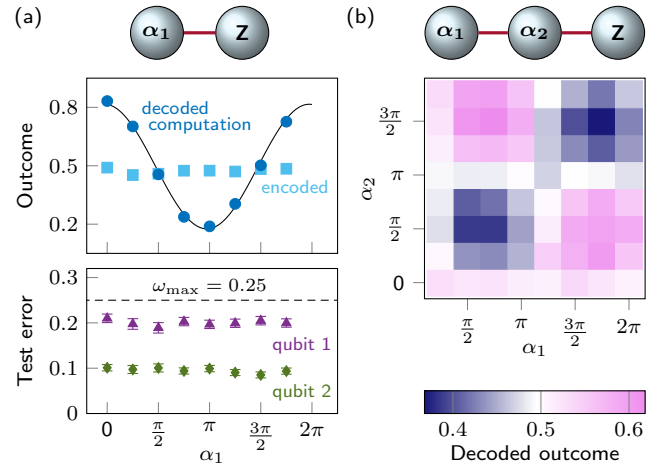 (a)
α₁ Z
0.8
0.5
0.2
Outcome
decoded
computation
encoded
0.3
0.2
0.1
0
Test error
ω_max = 0.25
qubit 1
qubit 2
0 π/2 π 3π/2 2π
α₁
(b)
α₁ α₂ Z
3π/2
π
π/2
0
α₂
π/2 π 3π/2 2π
α₁
0.4 0.5 0.6
Decoded outcome